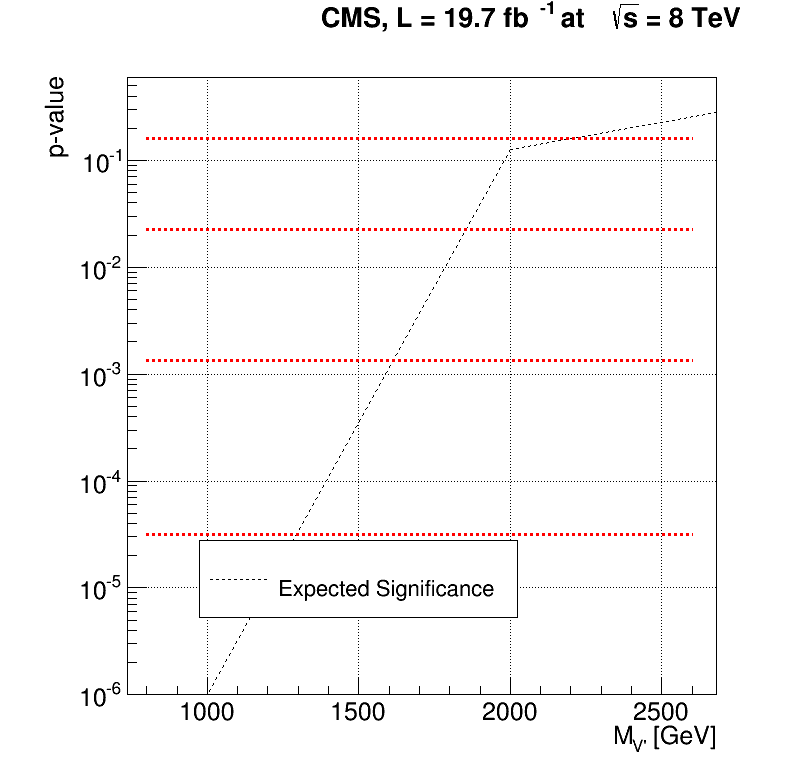 CMS, L = 19.7 fb -1 at √s = 8 TeV
p-value
10-1
10-2
10-3
10-4
10-5
10-6
Expected Significance
1000 1500 2000 2500
MV' [GeV]